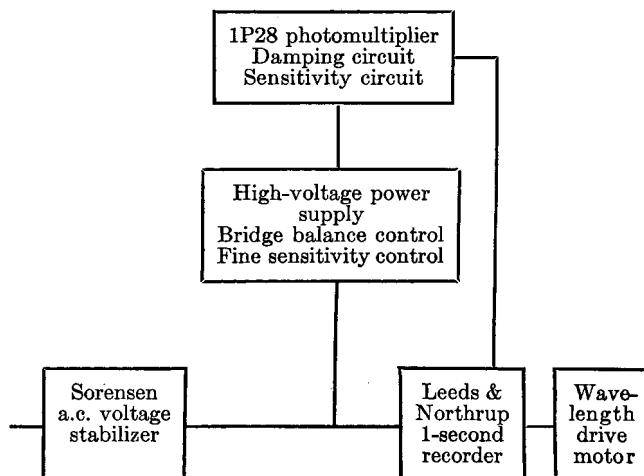 1P28 photomultiplier
Damping circuit
Sensitivity circuit
High-voltage power
supply
Bridge balance control
Fine sensitivity control
Sorensen
a.c. voltage
stabilizer
Leeds &
Northrup
1-second
recorder
Wave-
length
drive
motor